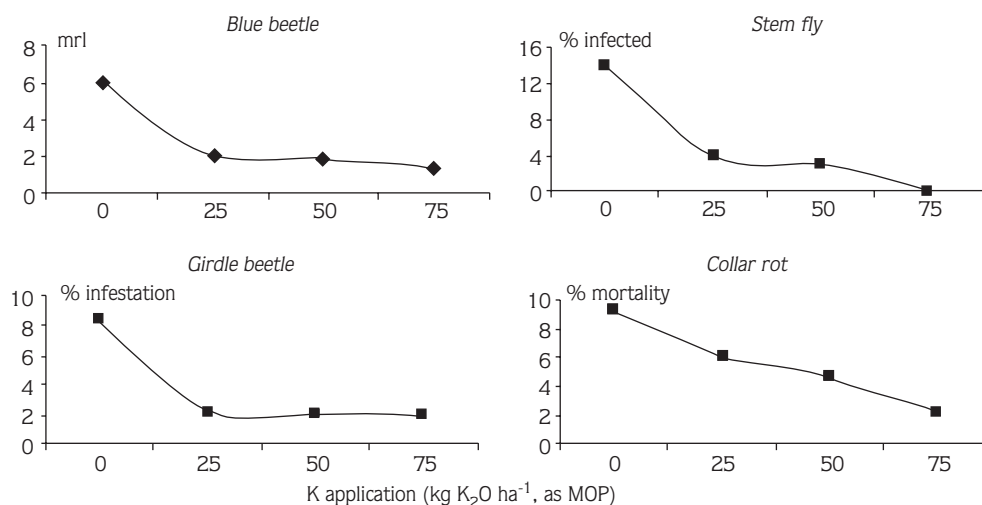 Blue beetle
mrl
8
6
4
2
0
0 25 50 75
Stem fly
% infected
16
12
8
4
0
0 25 50 75
Girdle beetle
% infestation
10
8
6
4
2
0
0 25 50 75
Collar rot
% mortality
10
8
6
4
2
0
0 25 50 75
K application (kg K₂O ha⁻¹, as MOP)